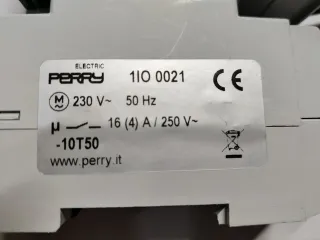 ELECTRIC
PERRY 1IO 0021 CE
M 230 V~ 50 Hz
µ 16 (4) A / 250 V~
-10T50
www.perry.it